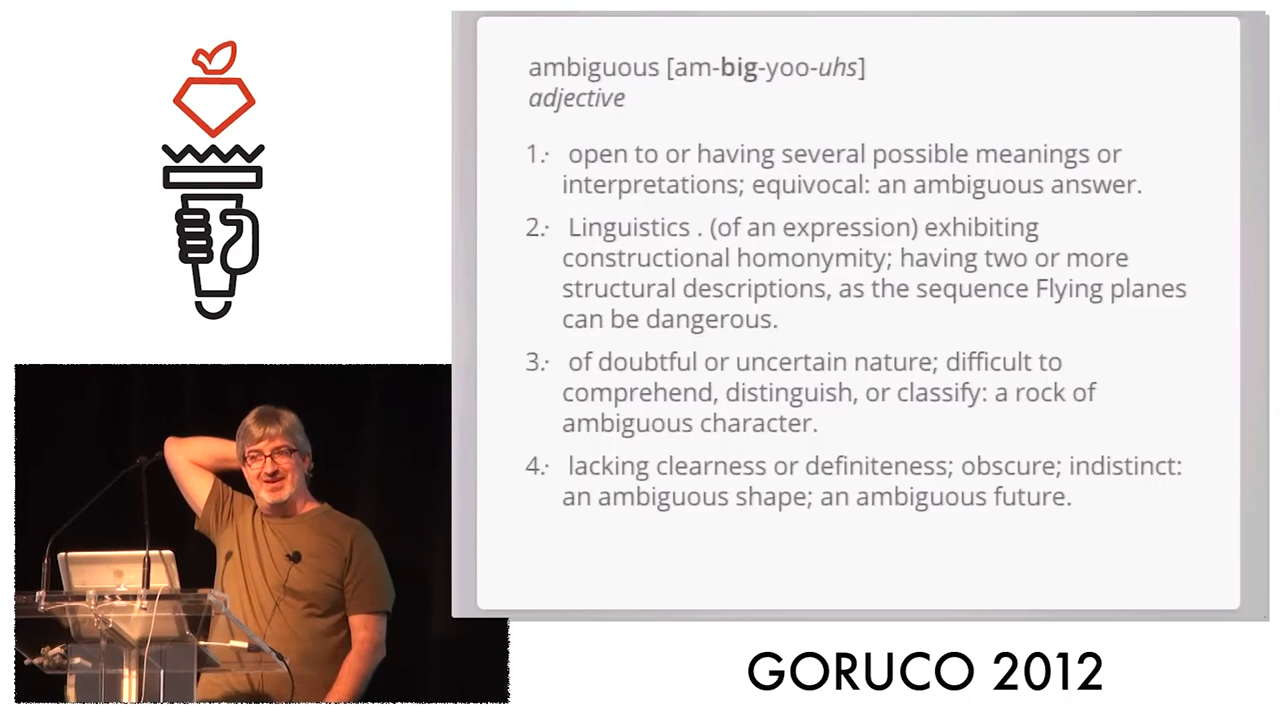 ambiguous [am-big-yoo-uhs]
adjective
1.· open to or having several possible meanings or
interpretations; equivocal: an ambiguous answer.
2.· Linguistics . (of an expression) exhibiting
constructional homonymity; having two or more
structural descriptions, as the sequence Flying planes
can be dangerous.
3.· of doubtful or uncertain nature; difficult to
comprehend, distinguish, or classify: a rock of
ambiguous character.
4.· lacking clearness or definiteness; obscure; indistinct:
an ambiguous shape; an ambiguous future.
GORUCO 2012